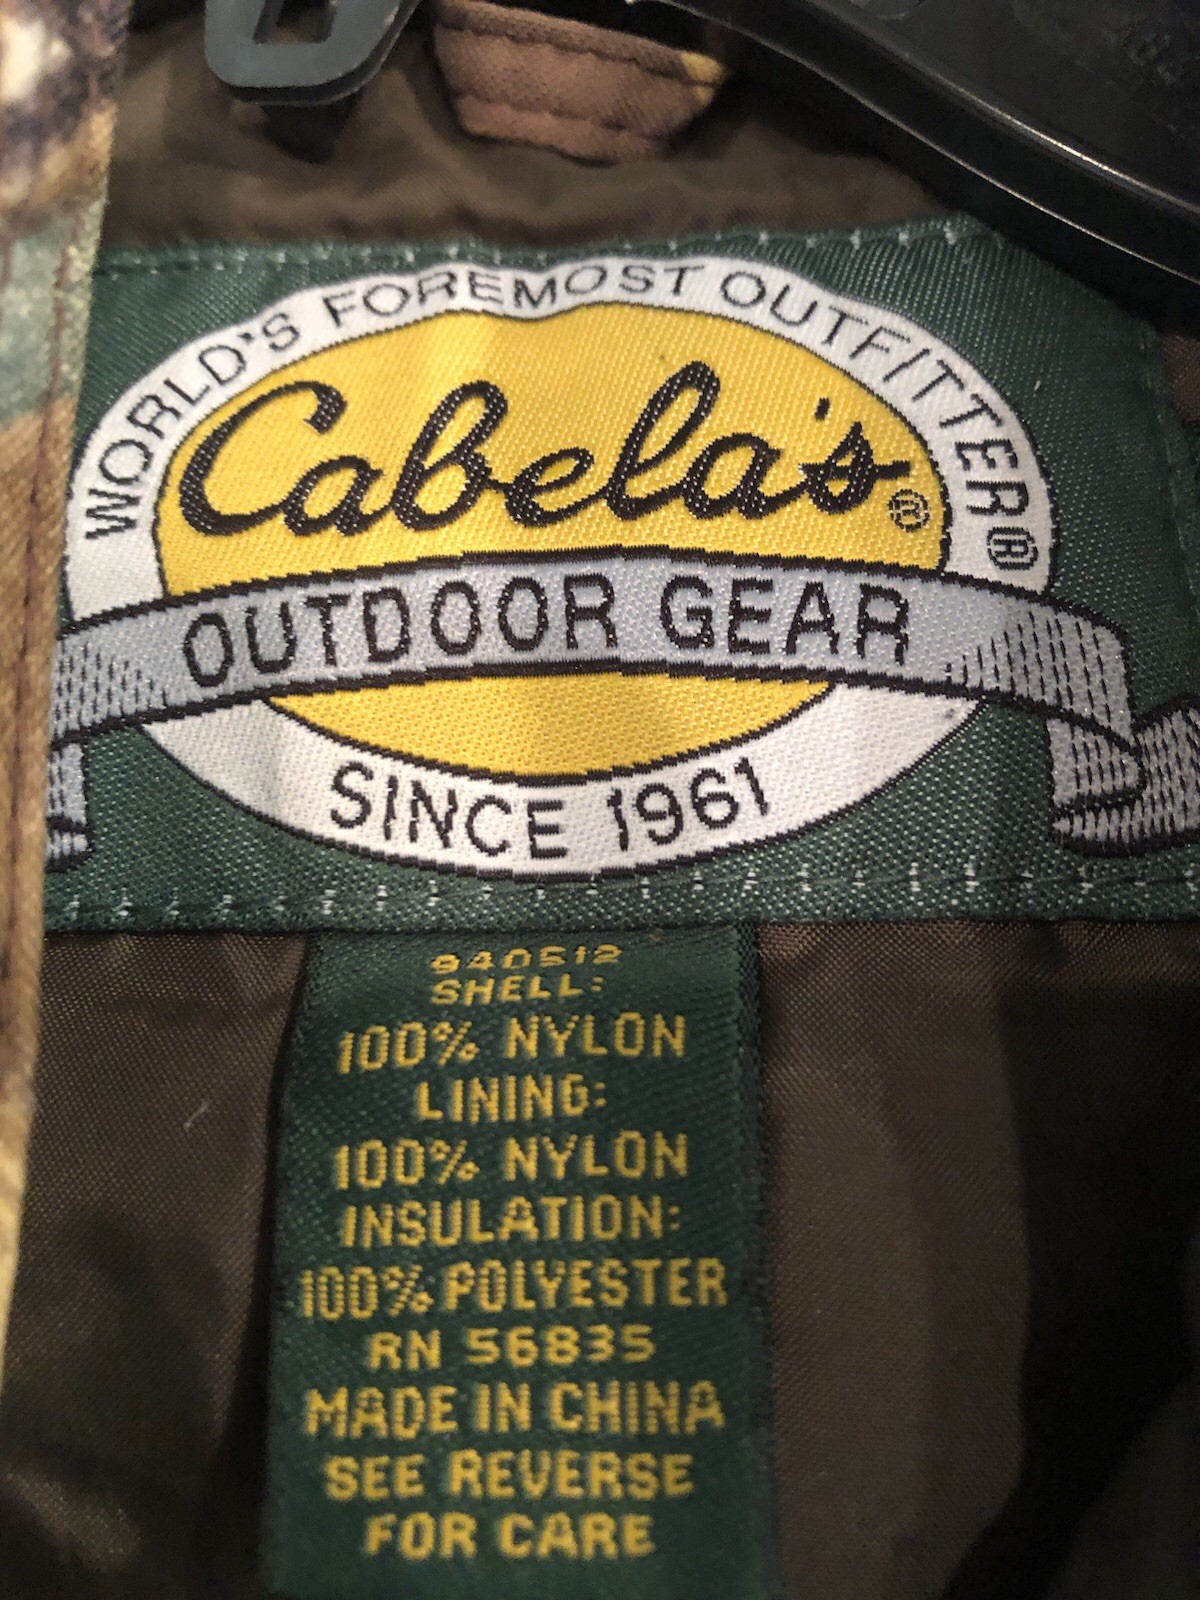 WORLD'S FOREMOST OUTFITTER®
Cabela's®
OUTDOOR GEAR
SINCE 1961
940512
SHELL:
100% NYLON
LINING:
100% NYLON
INSULATION:
100% POLYESTER
RN 56835
MADE IN CHINA
SEE REVERSE
FOR CARE